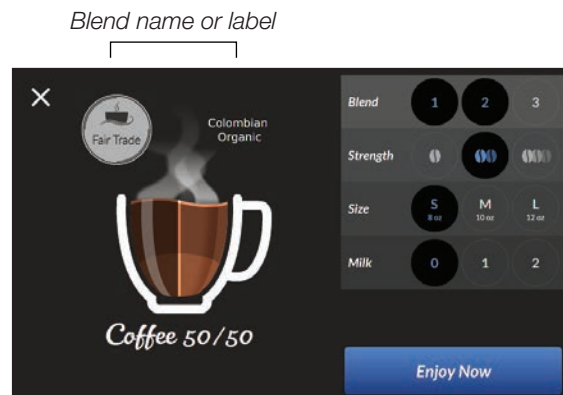 Blend name or label
Fair Trade
Colombian
Organic
Coffee 50/50
Blend 1 2 3
Strength
Size S M L
8 oz 10 oz 12 oz
Milk 0 1 2
Enjoy Now